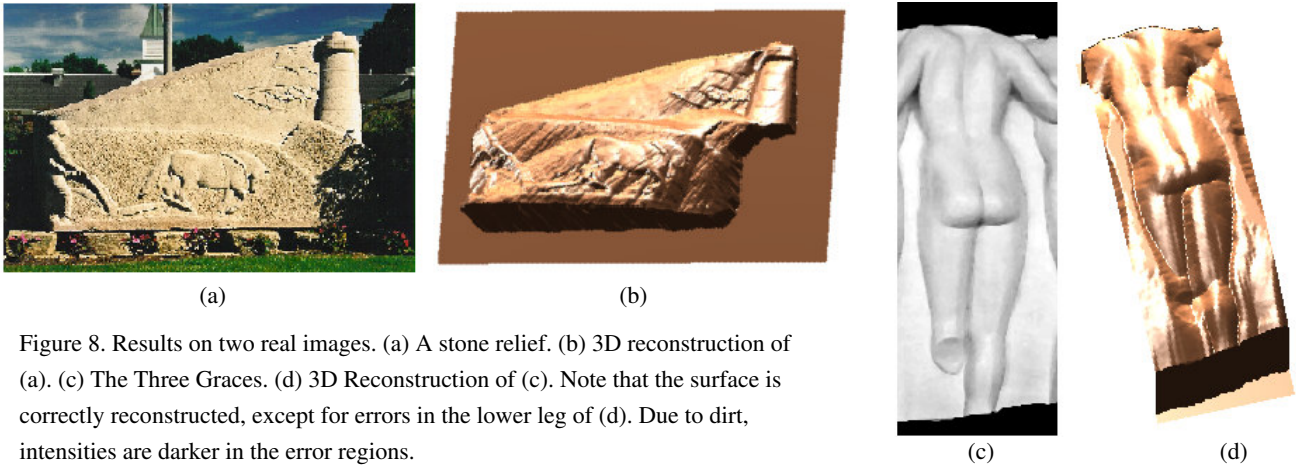 (a)
(b)
Figure 8. Results on two real images. (a) A stone relief. (b) 3D reconstruction of
(a). (c) The Three Graces. (d) 3D Reconstruction of (c). Note that the surface is
correctly reconstructed, except for errors in the lower leg of (d). Due to dirt,
intensities are darker in the error regions.
(c)
(d)